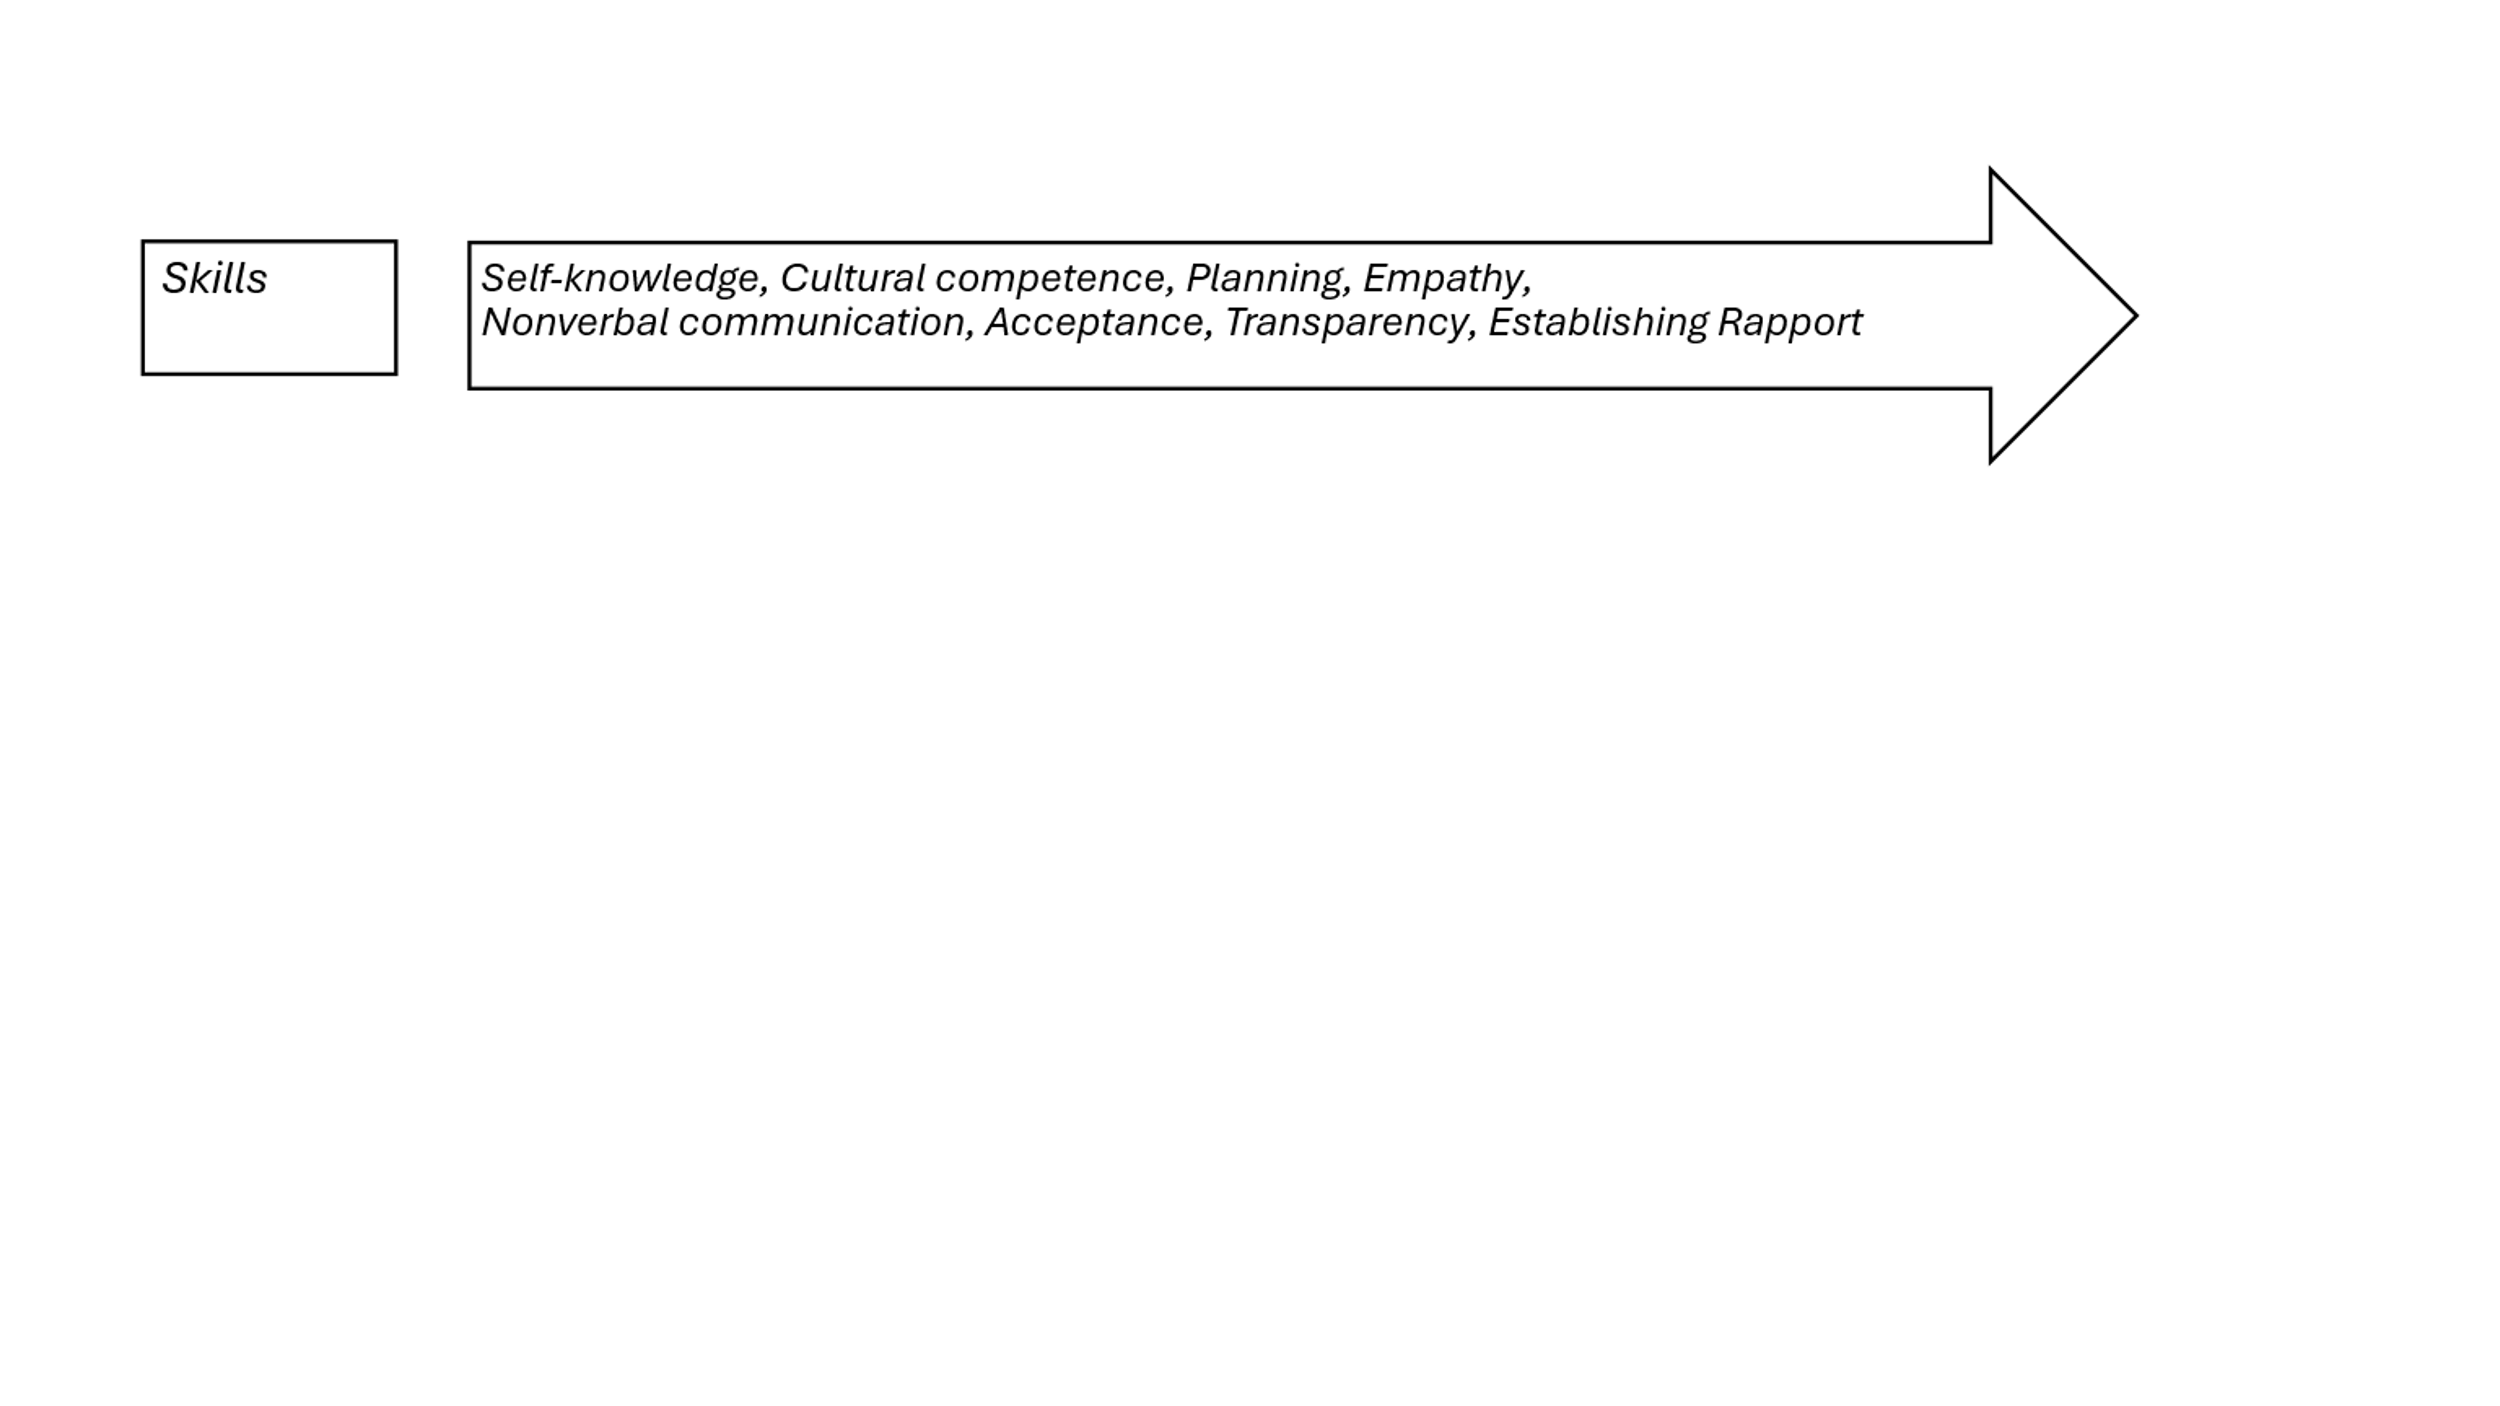 Skills
Self-knowledge, Cultural competence, Planning, Empathy,
Nonverbal communication, Acceptance, Transparency, Establishing Rapport